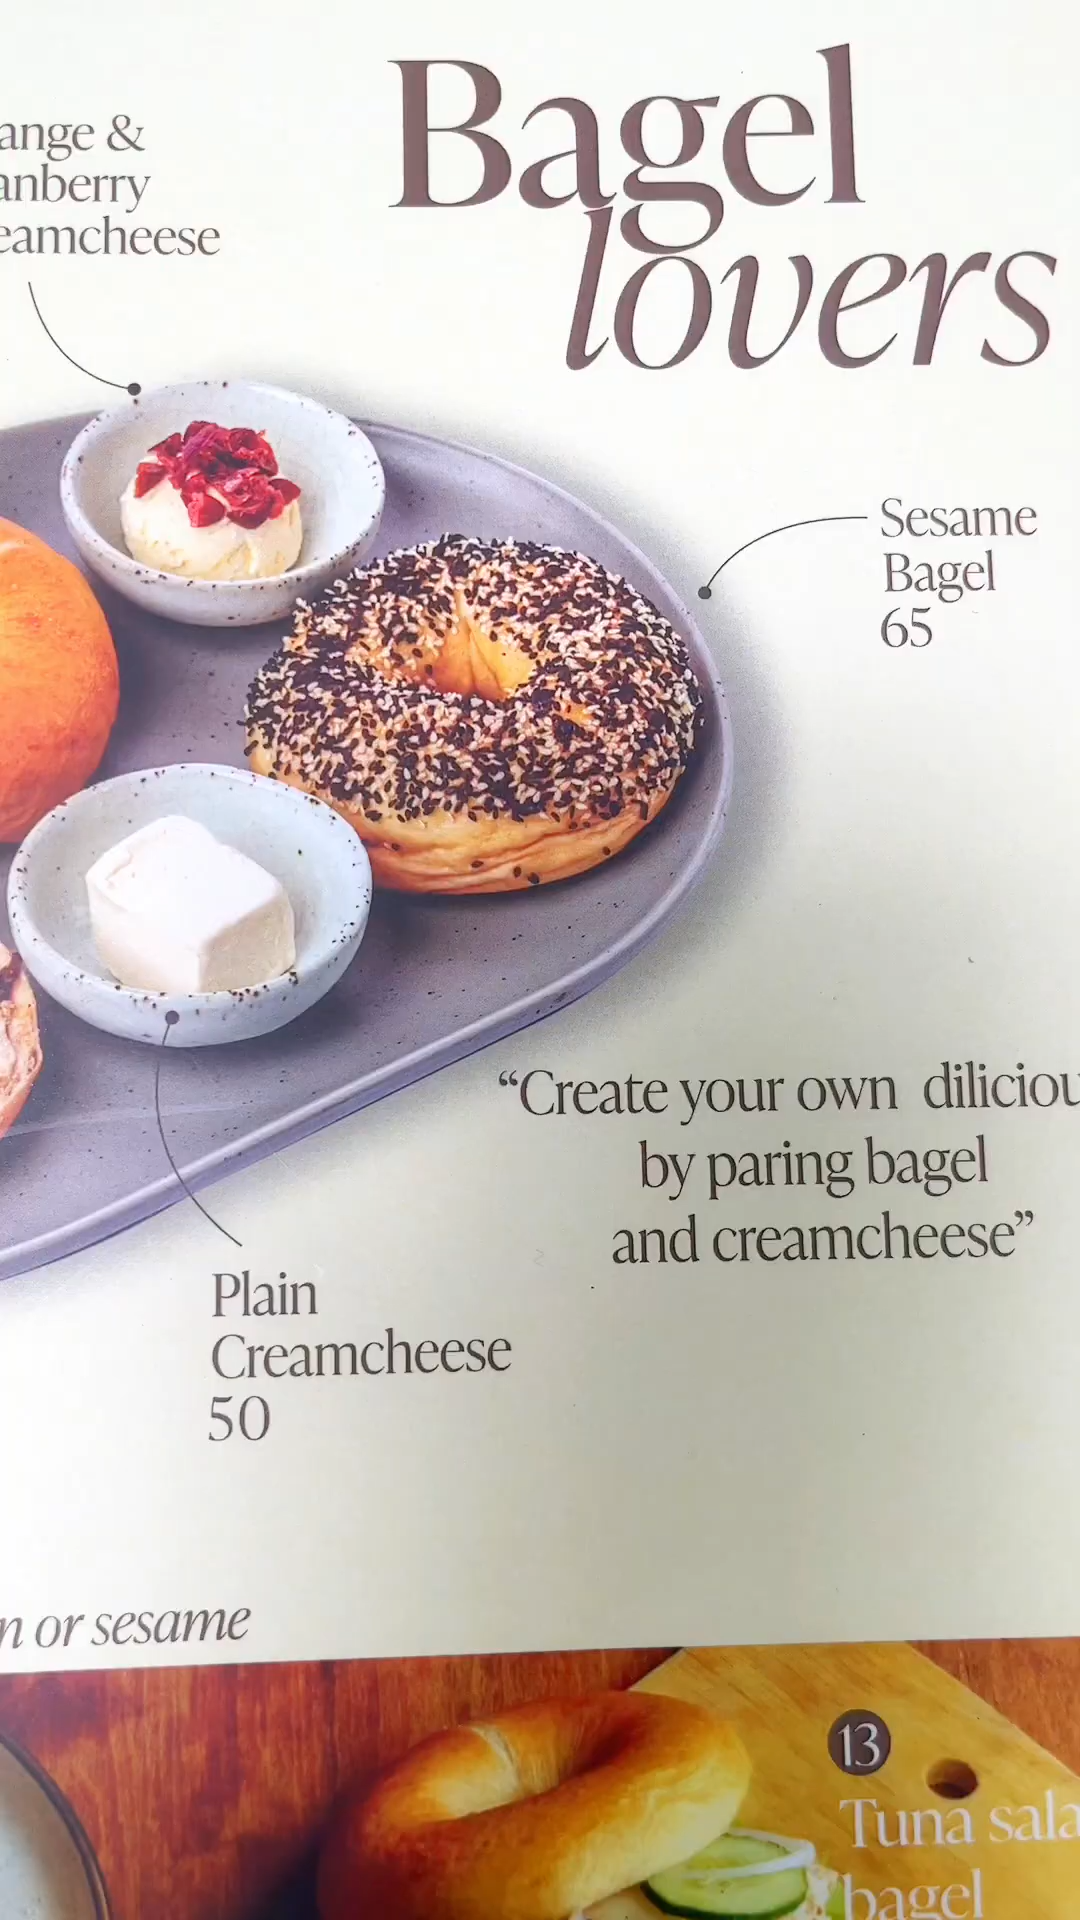 Bagel
lovers
ange &
anberry
eamcheese
Sesame
Bagel
65
“Create your own diliciou
by paring bagel
and creamcheese”
Plain
Creamcheese
50
n or sesame
13
Tuna sala
bagel